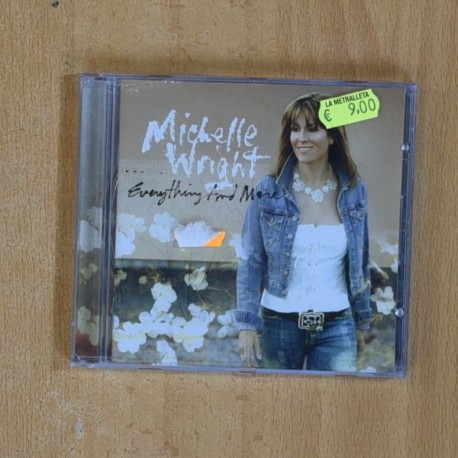 LA METRALLETA
€ 9,00
Michelle
Wright
Everything And More